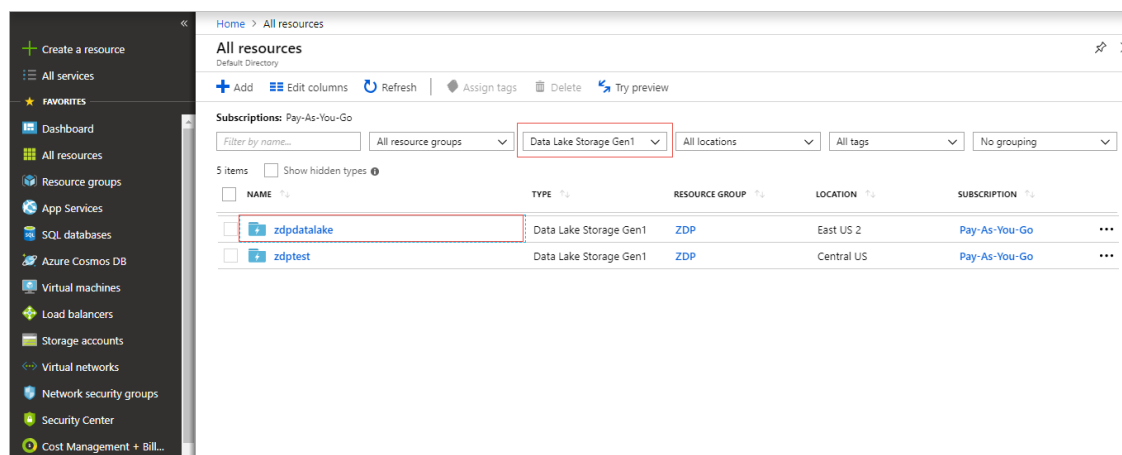 «
Create a resource
All services
FAVORITES
Dashboard
All resources
Resource groups
App Services
SQL databases
Azure Cosmos DB
Virtual machines
Load balancers
Storage accounts
Virtual networks
Network security groups
Security Center
Cost Management + Bill...
Home > All resources
All resources
Default Directory
Add Edit columns Refresh Assign tags Delete Try preview
Subscriptions: Pay-As-You-Go
Filter by name... All resource groups Data Lake Storage Gen1 All locations All tags No grouping
5 items Show hidden types
NAME TYPE RESOURCE GROUP LOCATION SUBSCRIPTION
zdpdatalake Data Lake Storage Gen1 ZDP East US 2 Pay-As-You-Go
zdptest Data Lake Storage Gen1 ZDP Central US Pay-As-You-Go